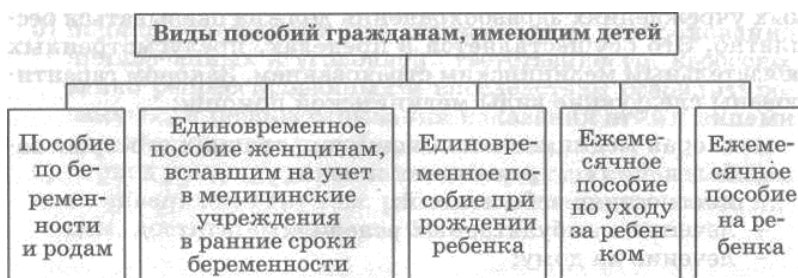 Виды пособий гражданам, имеющим детей
Пособие
по бе-
ремен-
ности
и родам
Единовременное
пособие женщинам,
вставшим на учет
в медицинские
учреждения
в ранние сроки
беременности
Единовре-
менное по-
собие при
рождении
ребенка
Ежеме-
сячное
пособие
по уходу
за ребен-
ком
Ежеме-
сячное
пособие
на ре-
бенка